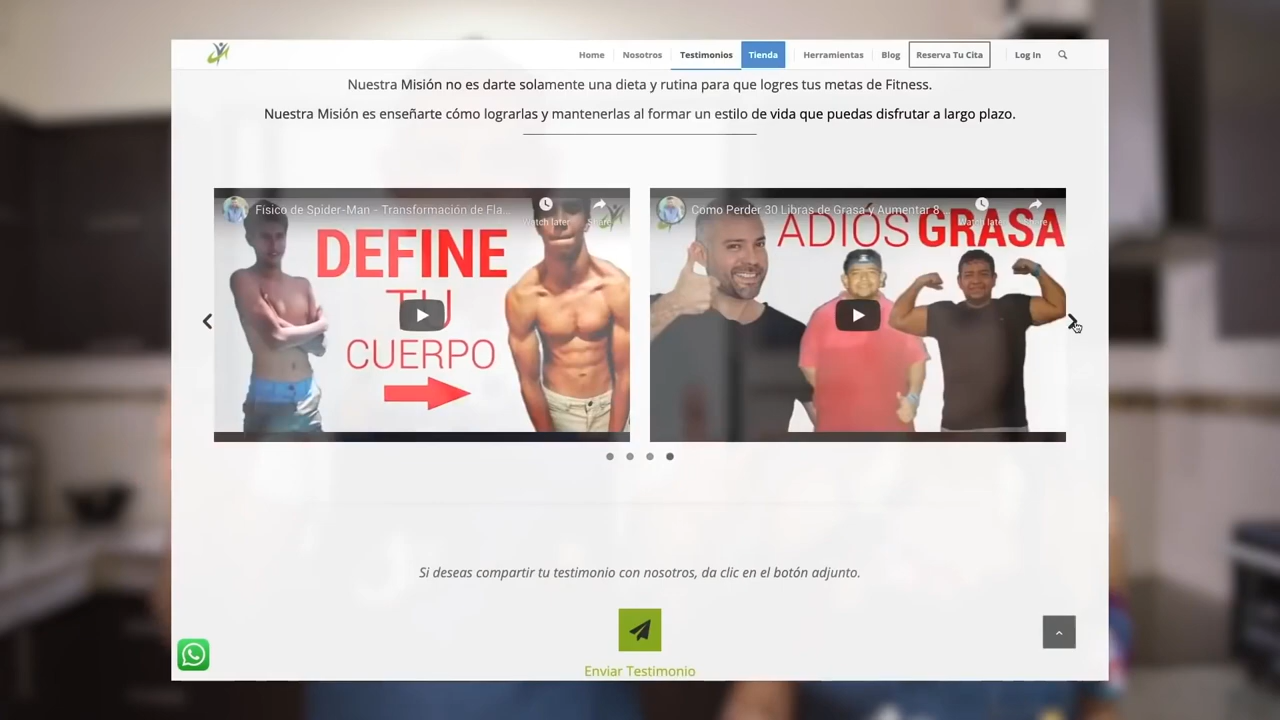 Home Nosotros Testimonios Tienda Herramientas Blog Reserva Tu Cita Log In
Nuestra Misión no es darte solamente una dieta y rutina para que logres tus metas de Fitness.
Nuestra Misión es enseñarte cómo lograrlas y mantenerlas al formar un estilo de vida que puedas disfrutar a largo plazo.
Fisico de Spider-Man - Transformación de Fla...
Watch later
Share
DEFINE
TU
CUERPO
Como Perder 30 Libras de Grasa y Aumentar 8
Watch later
Share
ADIÓS GRASA
Si deseas compartir tu testimonio con nosotros, da clic en el botón adjunto.
Enviar Testimonio